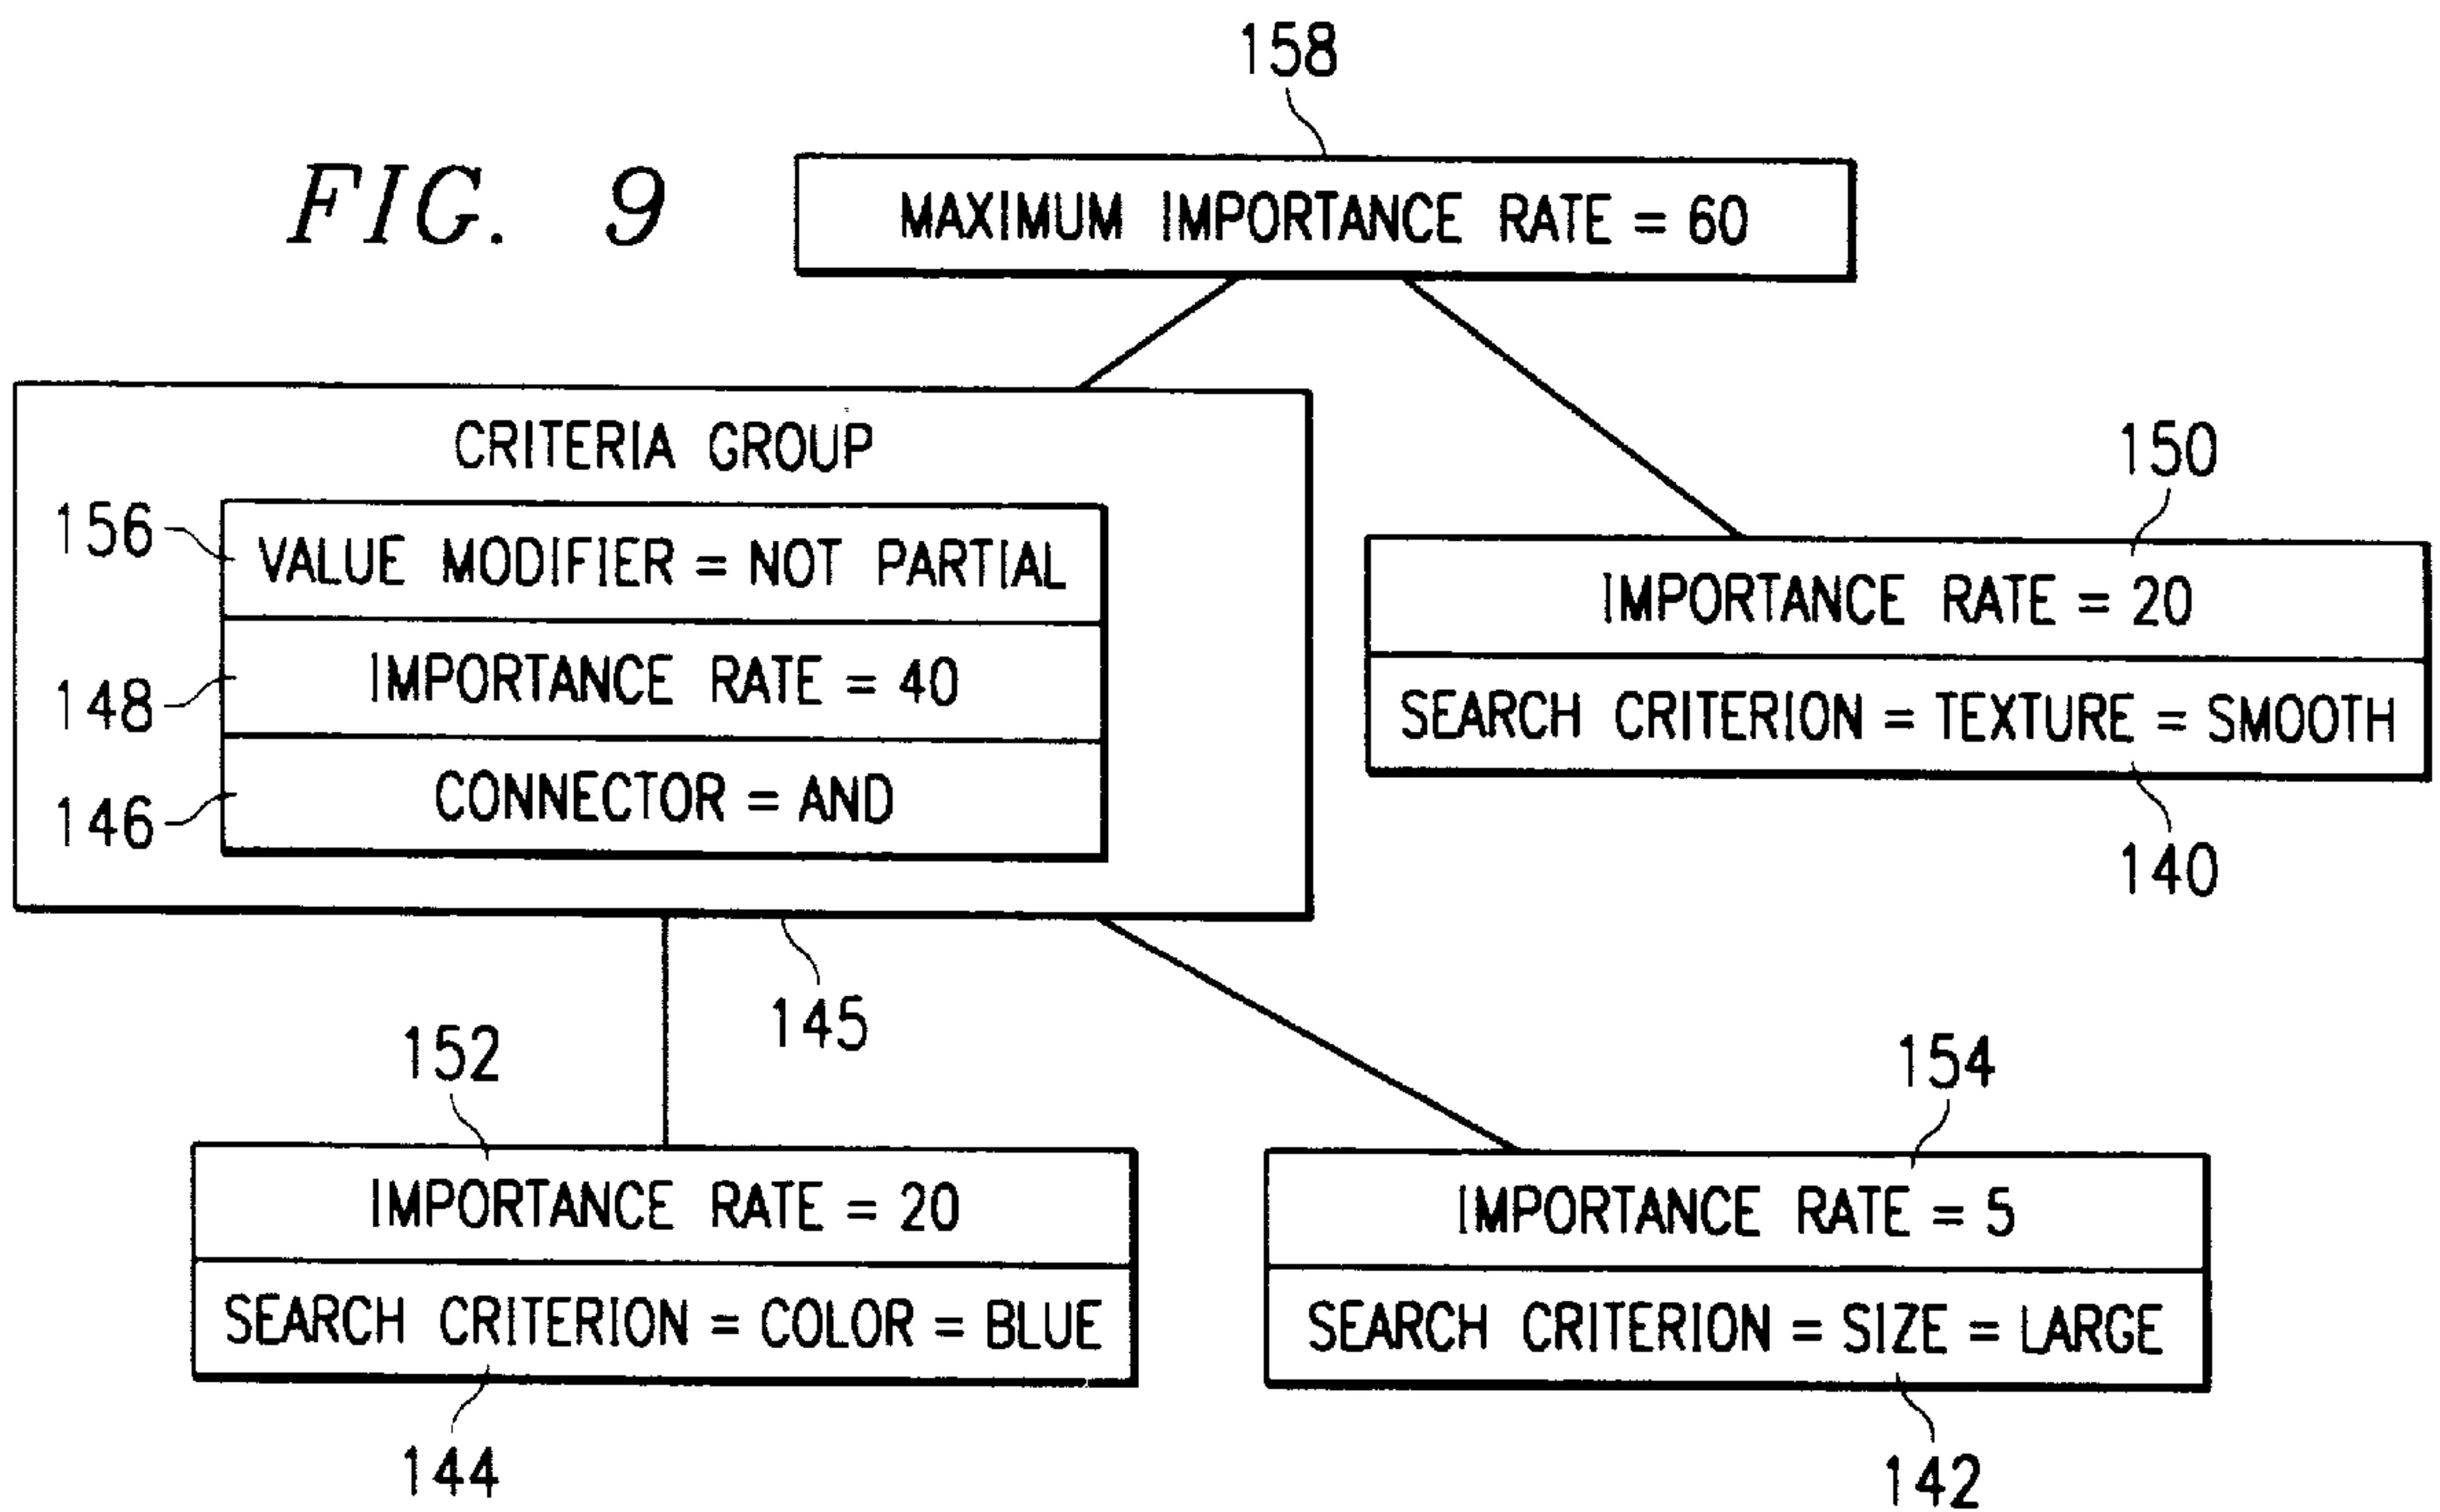 158
FIG. 9
MAXIMUM IMPORTANCE RATE = 60
CRITERIA GROUP
156
VALUE MODIFIER = NOT PARTIAL
148
IMPORTANCE RATE = 40
146
CONNECTOR = AND
145
150
IMPORTANCE RATE = 20
SEARCH CRITERION = TEXTURE = SMOOTH
140
152
IMPORTANCE RATE = 20
SEARCH CRITERION = COLOR = BLUE
144
154
IMPORTANCE RATE = 5
SEARCH CRITERION = SIZE = LARGE
142